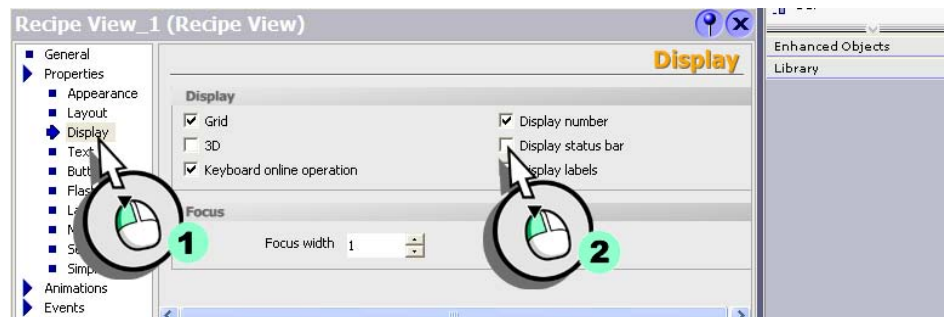 Recipe View_1 (Recipe View)
General
Properties
Appearance
Layout
Display
Text
Animations
Events
Display
Display
Grid
3D
Keyboard online operation
Display number
Display status bar
Focus
Focus width 1
1
2
Enhanced Objects
Library